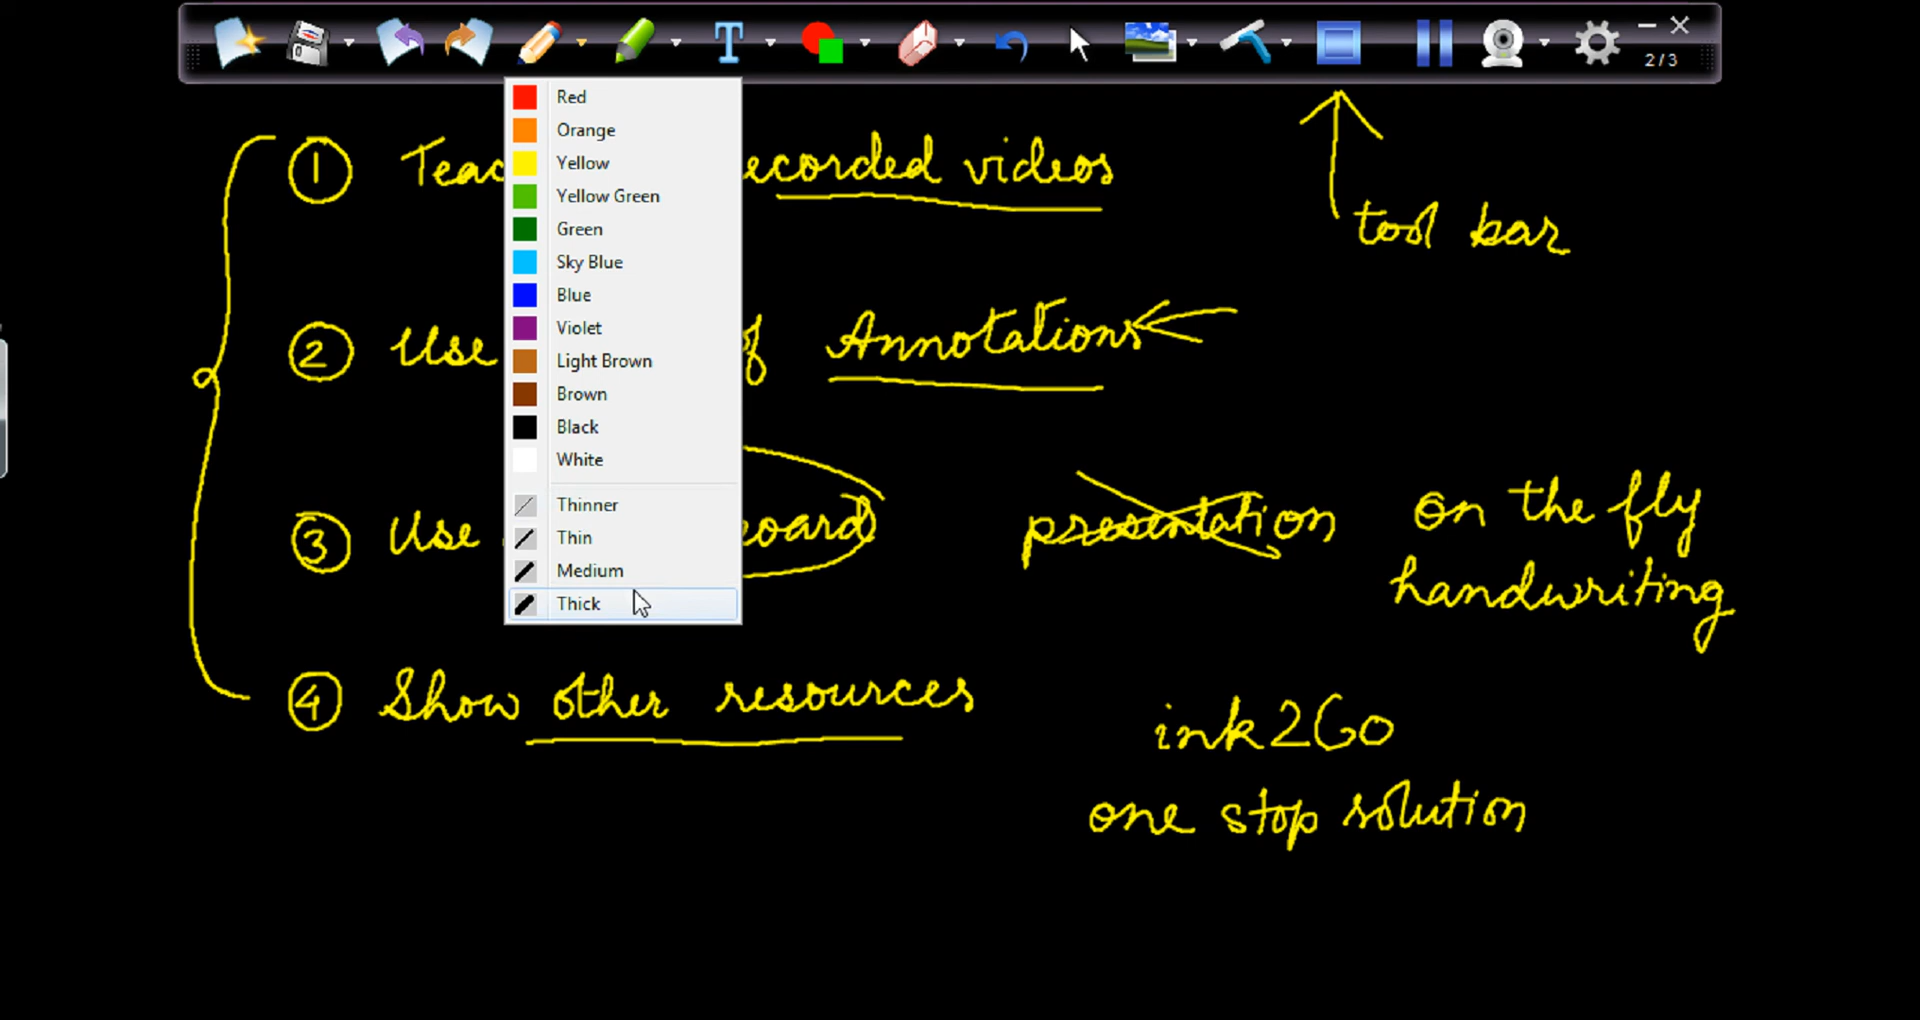 2/3
Red
Orange
Yellow
Yellow Green
Green
Sky Blue
Blue
Violet
Light Brown
Brown
Black
White
Thinner
Thin
Medium
Thick
T
tool bar
1 Teac ecorded videos
2 Use of Annotations
3 Use oard presentation on the fly
handwriting
4 Show other resources
ink2Go
one stop solution